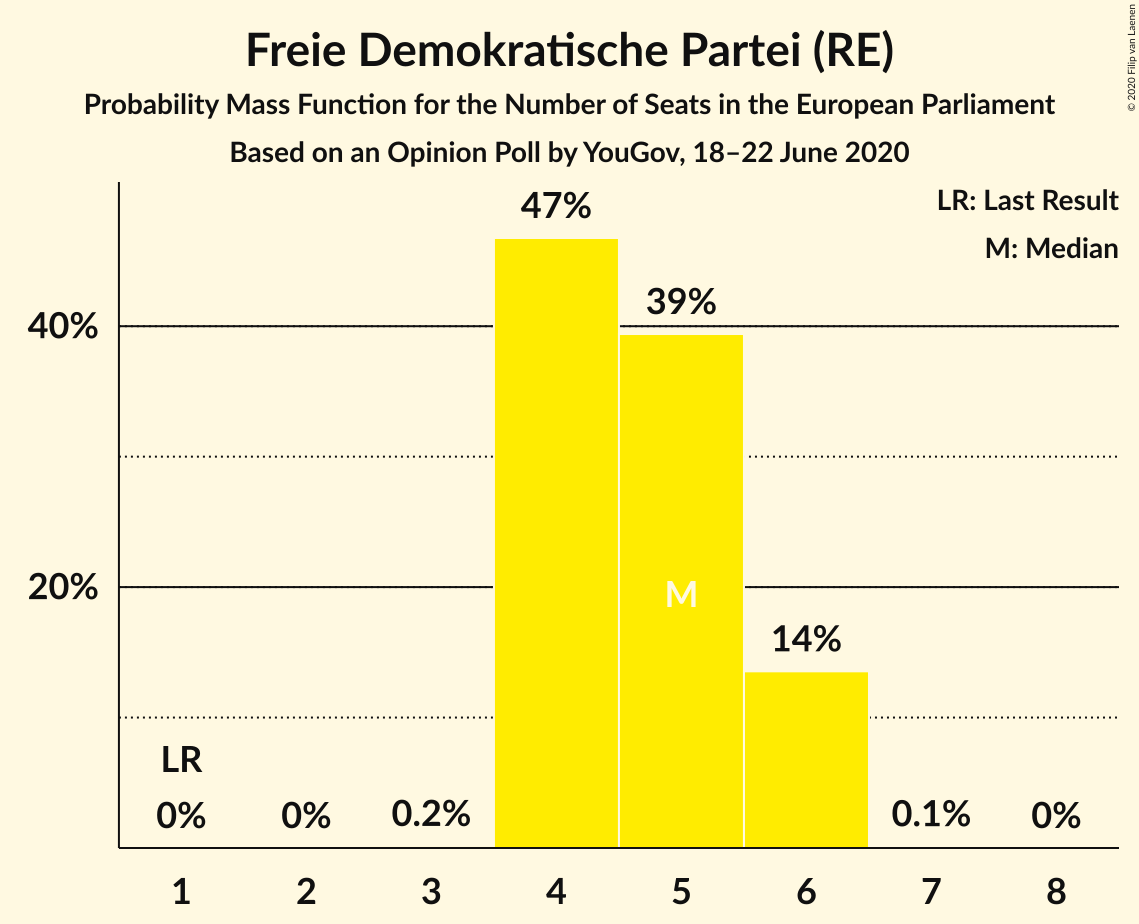 Freie Demokratische Partei (RE)
Probability Mass Function for the Number of Seats in the European Parliament
Based on an Opinion Poll by YouGov, 18–22 June 2020
© 2020 Filip van Laenen
LR: Last Result
M: Median
47%
39%
40%
M
20%
14%
LR
0%
0%
0.2%
0.1%
0%
1
2
3
4
5
6
7
8